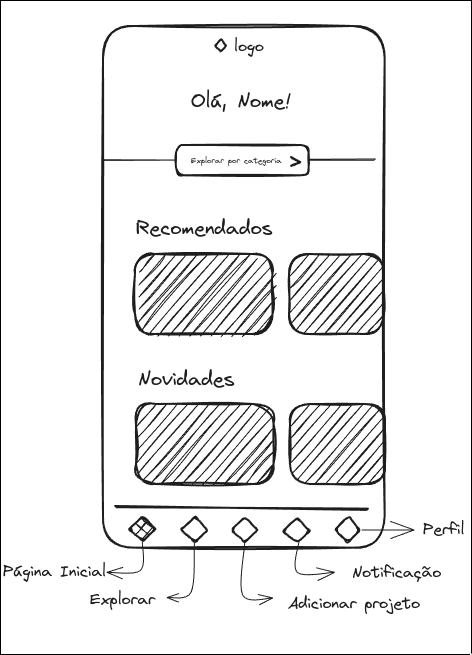 logo
Olá, Nome!
Explorar por categoria >
Recomendados
Novidades
Perfil
Página Inicial
Notificação
Explorar
Adicionar projeto